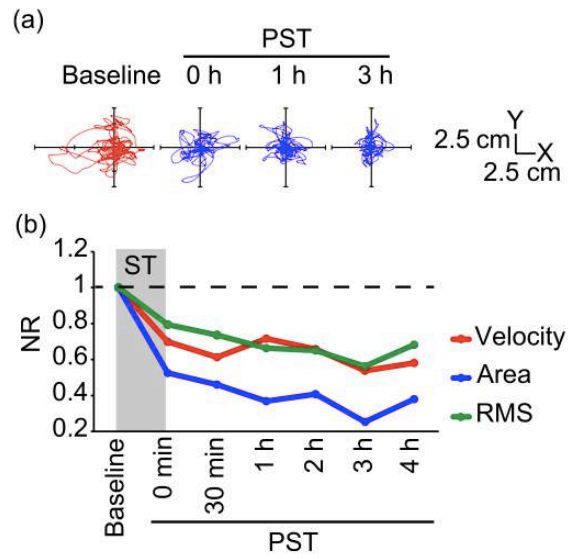 (a)
PST
Baseline 0 h 1 h 3 h
Y
2.5 cm
X
2.5 cm
(b)
1.2
ST
1
0.8
NR
0.6
0.4
0.2
Velocity
Area
RMS
Baseline
0 min
30 min
1 h
2 h
3 h
4 h
PST